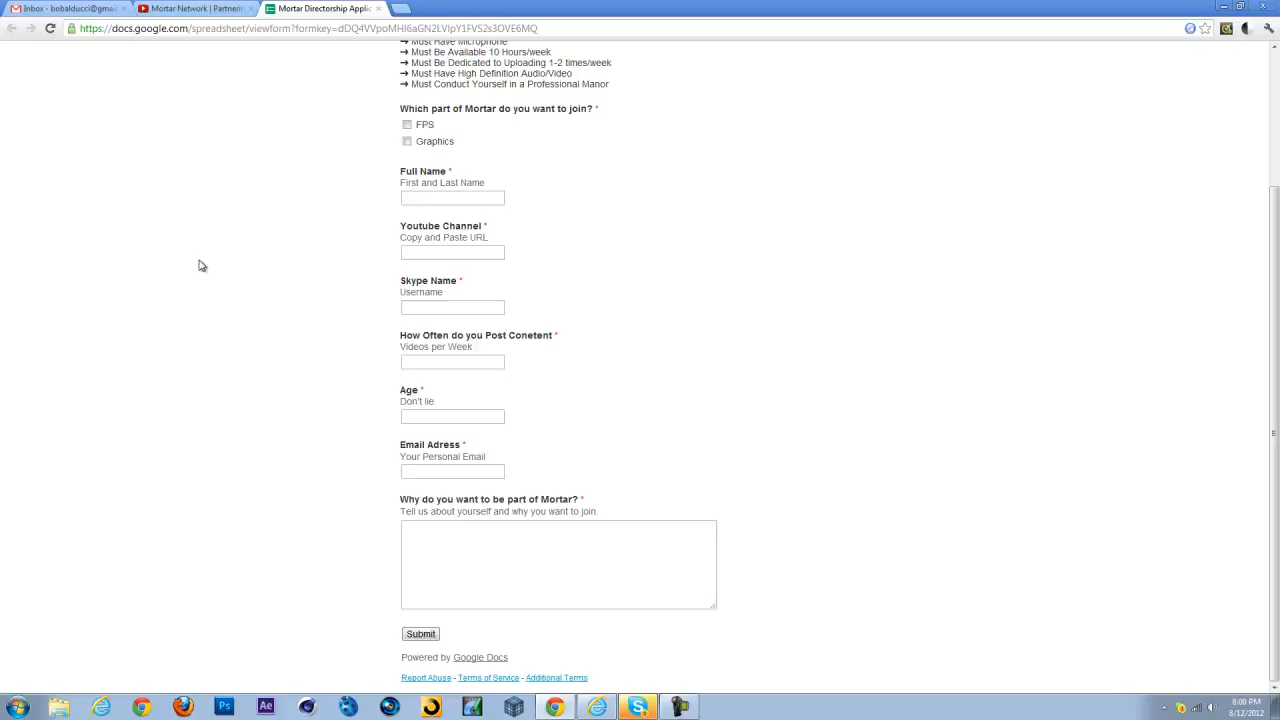 Inbox - bobalducci@gmail
Mortar Network | Partnerin
Mortar Directorship Applic
https://docs.google.com/spreadsheet/viewform?formkey=dDQ4VVpoMHl6aGN2LVlpY1FVS2s3OVE6MQ
➔ Must Have Microphone
➔ Must Be Available 10 Hours/week
➔ Must Be Dedicated to Uploading 1-2 times/week
➔ Must Have High Definition Audio/Video
➔ Must Conduct Yourself in a Professional Manor
Which part of Mortar do you want to join? *
FPS
Graphics
Full Name *
First and Last Name
Youtube Channel *
Copy and Paste URL
Skype Name *
Username
How Often do you Post Conetent *
Videos per Week
Age *
Don't lie
Email Adress *
Your Personal Email
Why do you want to be part of Mortar? *
Tell us about yourself and why you want to join.
Submit
Powered by Google Docs
Report Abuse - Terms of Service - Additional Terms
Ps
Ae
8:00 PM
8/12/2012